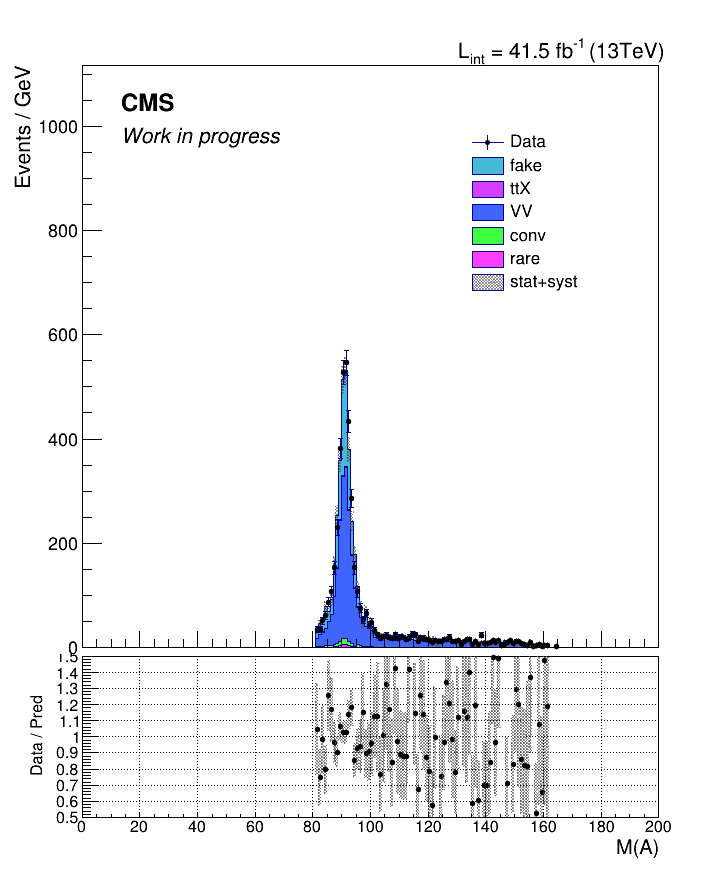 L_int = 41.5 fb^-1 (13TeV)
Events / GeV
CMS
Work in progress
1000
800
600
400
200
0
Data
fake
ttX
VV
conv
rare
stat+syst
Data / Pred
1.5
1.4
1.3
1.2
1.1
1
0.9
0.8
0.7
0.6
0.5
0 20 40 60 80 100 120 140 160 180 200
M(A)